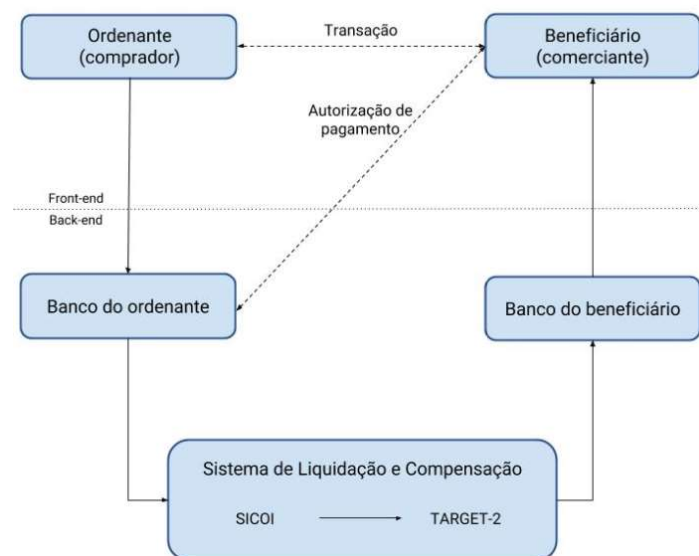 Ordenante
(comprador)
Transação
Beneficiário
(comerciante)
Autorização de
pagamento
Front-end
Back-end
Banco do ordenante
Banco do beneficiário
Sistema de Liquidação e Compensação
SICOI
TARGET-2